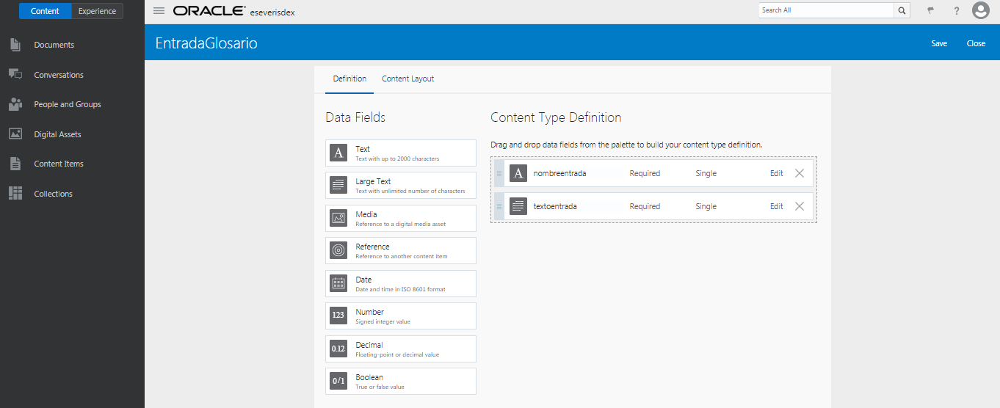 Content Experience
Documents
Conversations
People and Groups
Digital Assets
Content Items
Collections
ORACLE eseverisdex
Search All
?
EntradaGlosario
Save Close
Definition Content Layout
Data Fields
A Text
Text with up to 2000 characters
Large Text
Text with unlimited number of characters
Media
Reference to a digital media asset
Reference
Reference to another content item
Date
Date and time in ISO 8601 format
123 Number
Signed integer value
0.12 Decimal
Floating-point or decimal value
0/1 Boolean
True or false value
Content Type Definition
Drag and drop data fields from the palette to build your content type definition.
A nombreentrada Required Single Edit
textoentrada Required Single Edit